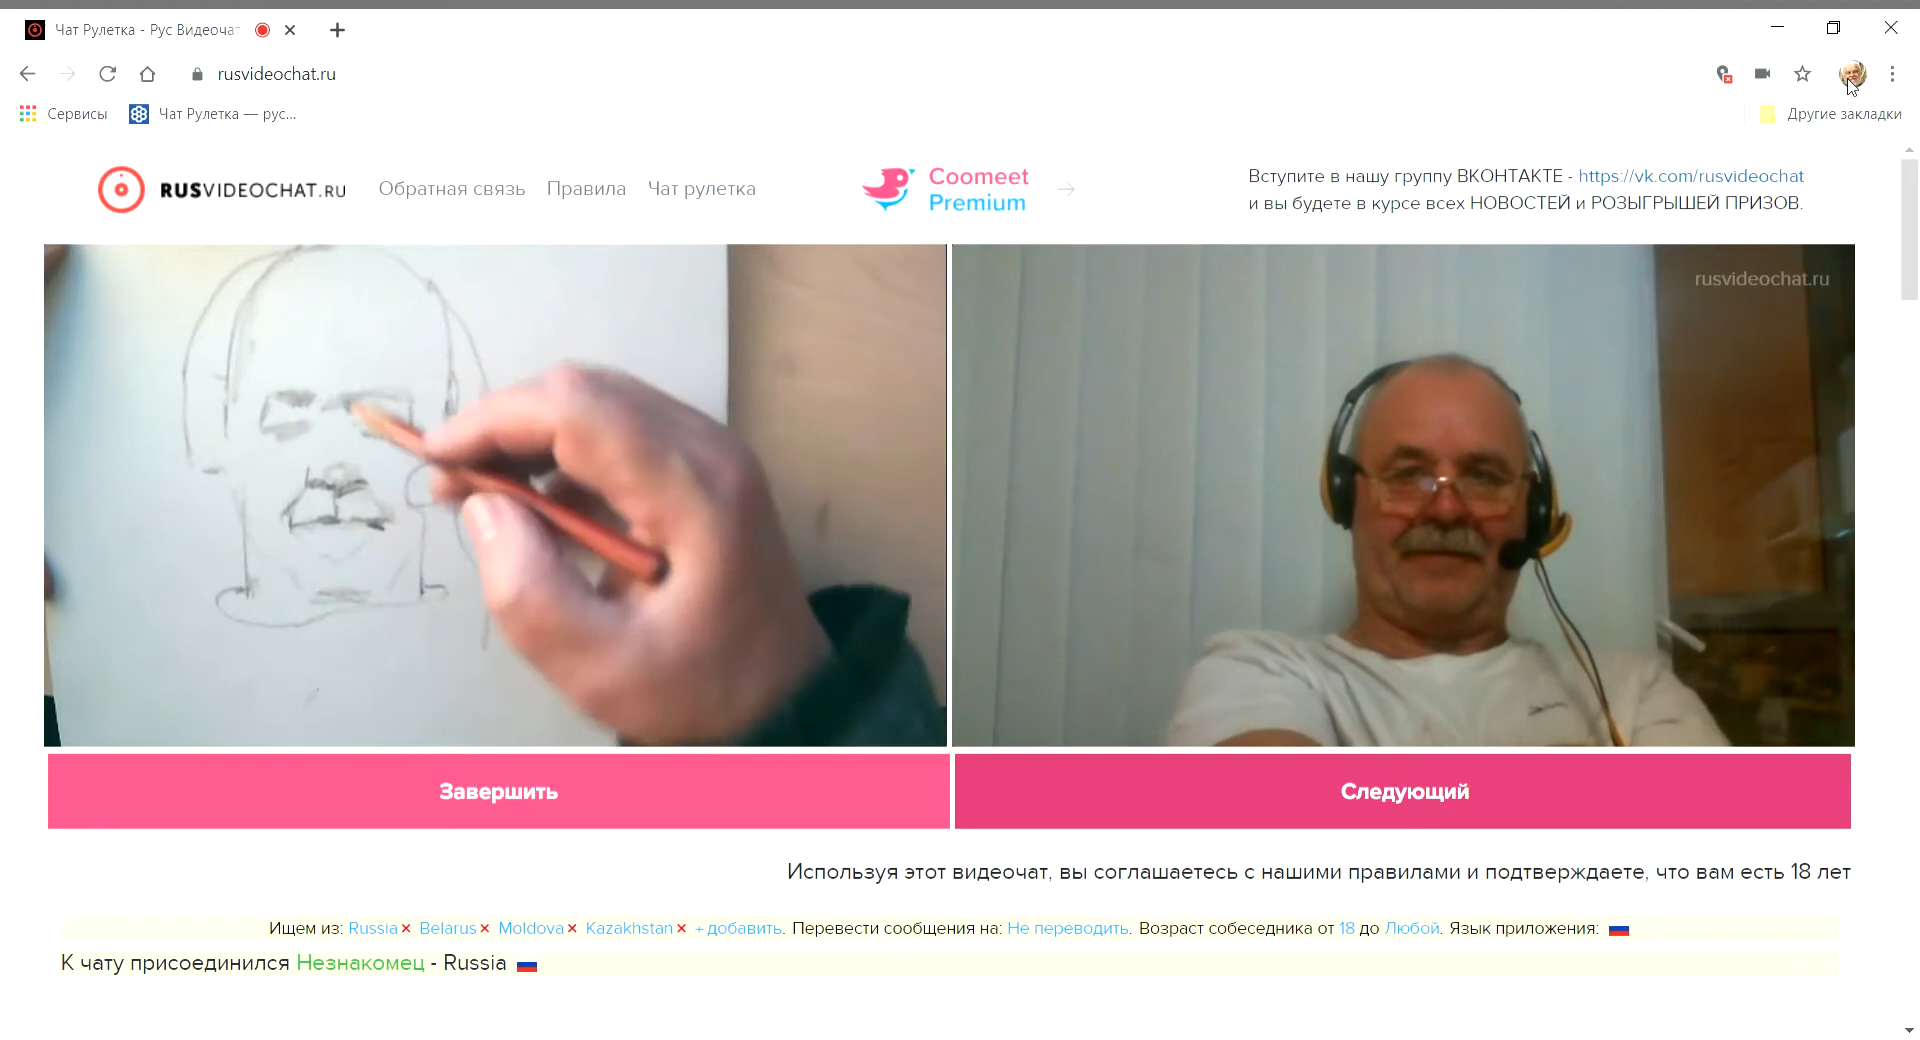 Чат Рулетка - Рус Видеочат
rusvideochat.ru
Сервисы
Чат Рулетка — рус...
Другие закладки
RUSVIDEOCHAT.RU
Обратная связь
Правила
Чат рулетка
Coomeet
Premium
Вступите в нашу группу ВКОНТАКТЕ - https://vk.com/rusvideochat
и вы будете в курсе всех НОВОСТЕЙ и РОЗЫГРЫШЕЙ ПРИЗОВ.
rusvideochat.ru
Завершить
Следующий
Используя этот видеочат, вы соглашаетесь с нашими правилами и подтверждаете, что вам есть 18 лет
Ищем из: Russia× Belarus× Moldova× Kazakhstan× + добавить. Перевести сообщения на: Не переводить. Возраст собеседника от 18 до Любой. Язык приложения:
К чату присоединился Незнакомец - Russia